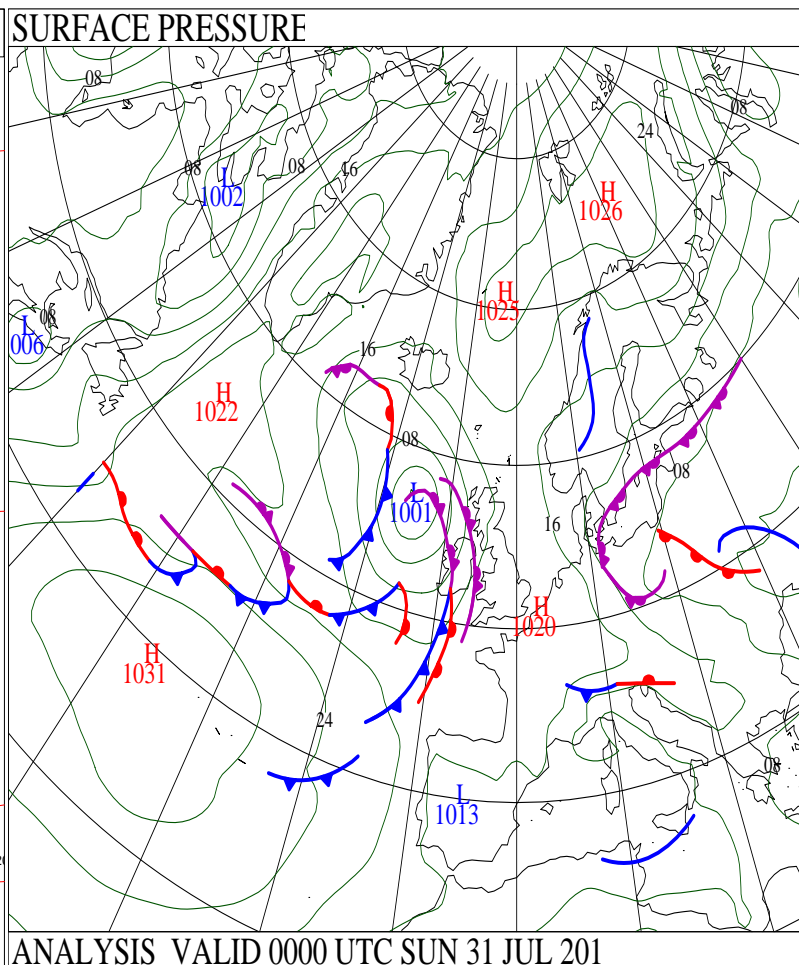 SURFACE PRESSURE
08
08
24
08
08
16
L
1002
H
1026
H
1025
08
L
006
16
H
1022
08
08
L
1001
16
H
1020
H
1031
24
08
L
1013
ANALYSIS VALID 0000 UTC SUN 31 JUL 201